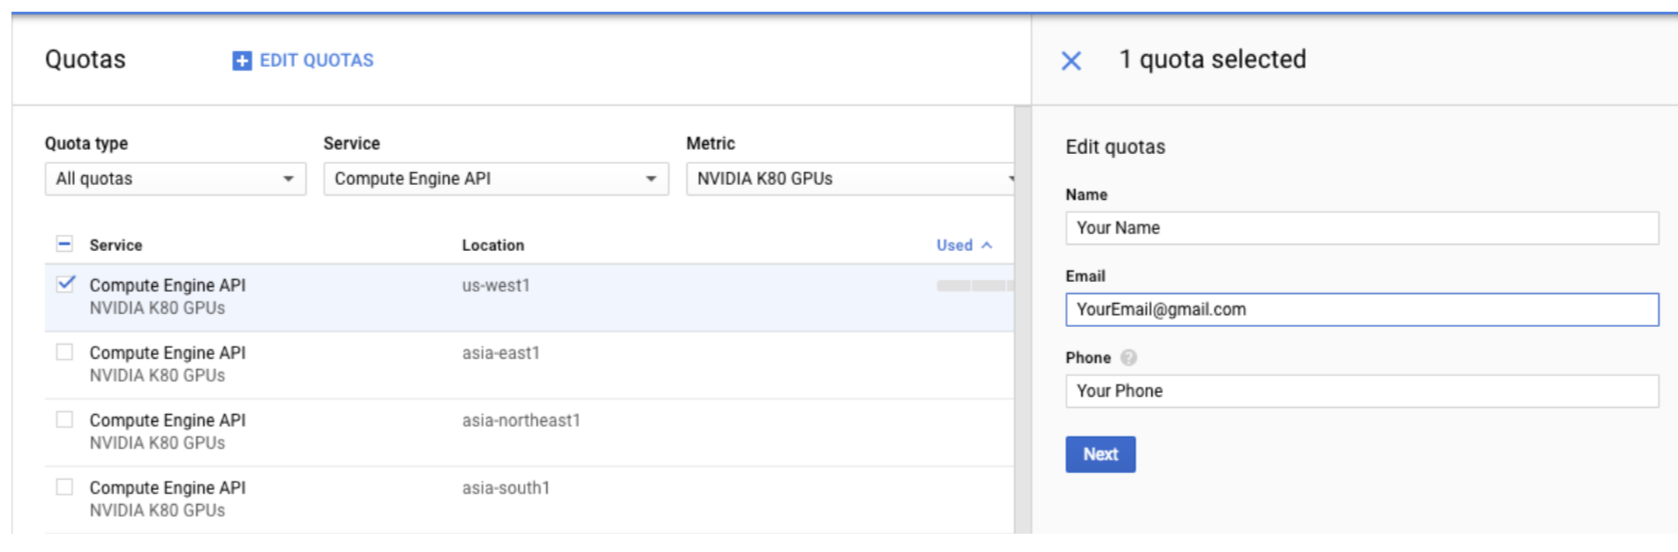 Quotas
EDIT QUOTAS
Quota type
Service
Metric
All quotas
Compute Engine API
NVIDIA K80 GPUs
Service
Location
Used
Compute Engine API
us-west1
NVIDIA K80 GPUs
Compute Engine API
asia-east1
NVIDIA K80 GPUs
Compute Engine API
asia-northeast1
NVIDIA K80 GPUs
Compute Engine API
asia-south1
NVIDIA K80 GPUs
1 quota selected
Edit quotas
Name
Your Name
Email
YourEmail@gmail.com
Phone ?
Your Phone
Next